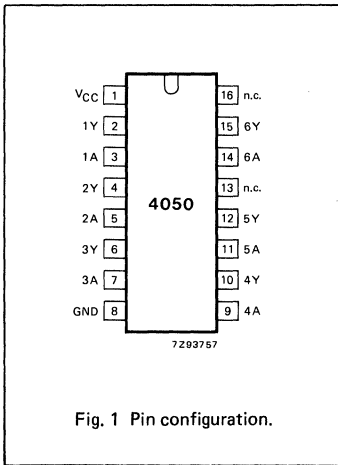 VCC 1 16 n.c.
1Y 2 15 6Y
1A 3 14 6A
2Y 4 13 n.c.
2A 5 4050 12 5Y
3Y 6 11 5A
3A 7 10 4Y
GND 8 9 4A
7Z93757
Fig. 1 Pin configuration.